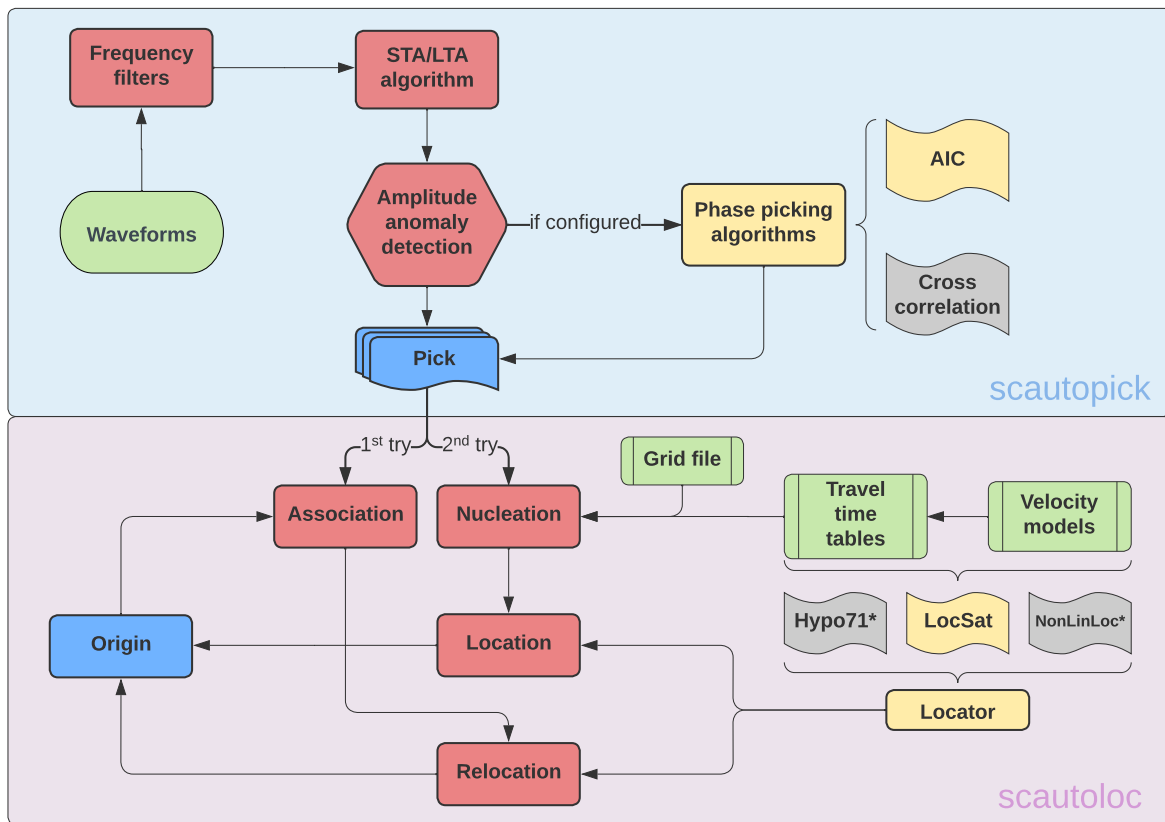 Frequency
filters
STA/LTA
algorithm
Waveforms
Amplitude
anomaly
detection
if configured
Phase picking
algorithms
AIC
Cross
correlation
Pick
scautopick
1st try
2nd try
Grid file
Association
Nucleation
Travel
time
tables
Velocity
models
Origin
Location
Hypo71*
LocSat
NonLinLoc*
Locator
Relocation
scautoloc